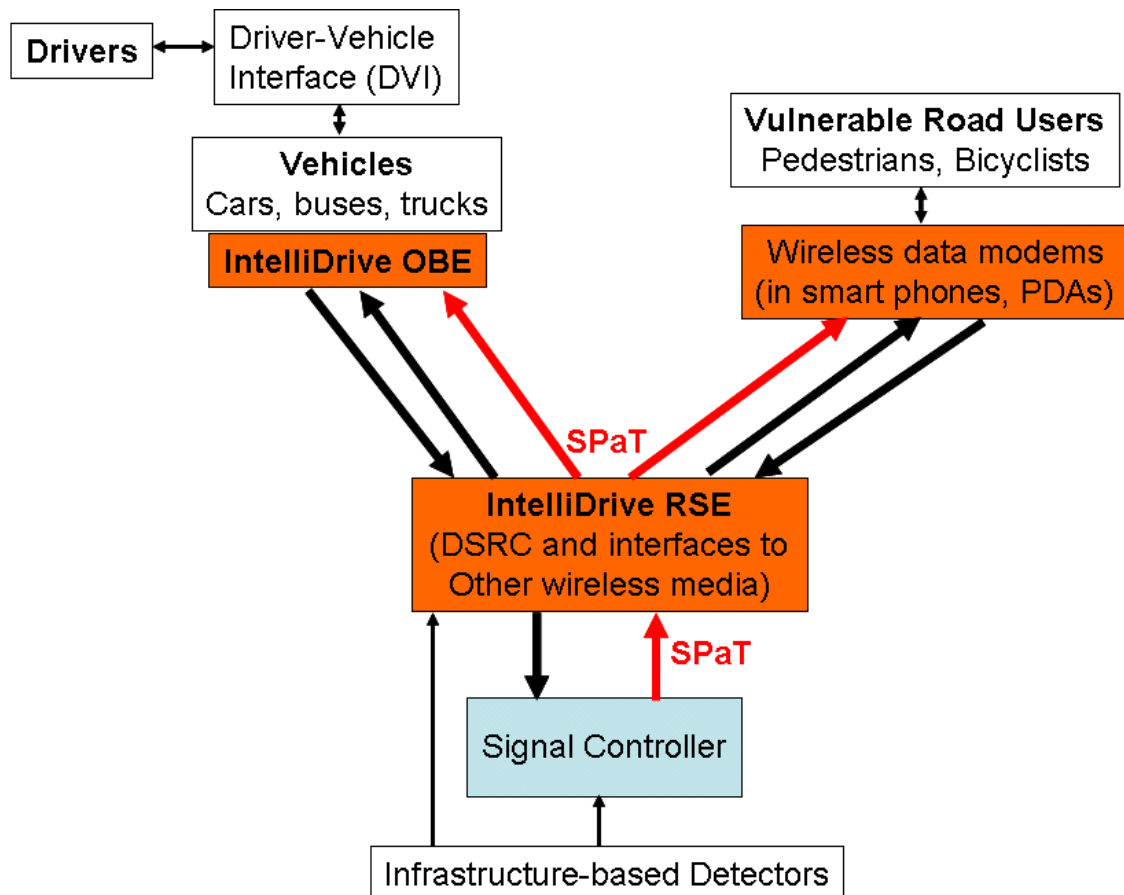 Drivers
Driver-Vehicle
Interface (DVI)
Vehicles
Cars, buses, trucks
IntelliDrive OBE
Vulnerable Road Users
Pedestrians, Bicyclists
Wireless data modems
(in smart phones, PDAs)
SPaT
IntelliDrive RSE
(DSRC and interfaces to
Other wireless media)
SPaT
Signal Controller
Infrastructure-based Detectors